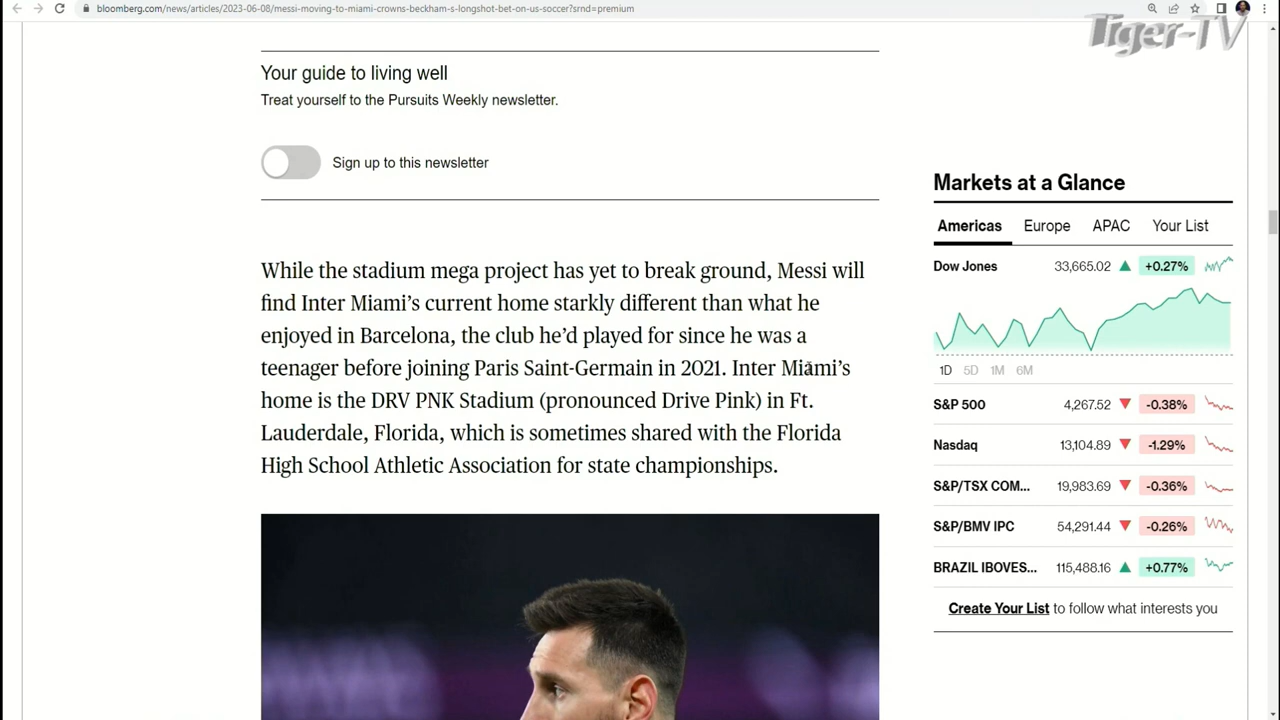 bloomberg.com/news/articles/2023-06-08/messi-moving-to-miami-crowns-beckham-s-longshot-bet-on-us-soccer?srnd=premium
Tiger-TV
Your guide to living well
Treat yourself to the Pursuits Weekly newsletter.
Sign up to this newsletter
While the stadium mega project has yet to break ground, Messi will
find Inter Miami’s current home starkly different than what he
enjoyed in Barcelona, the club he’d played for since he was a
teenager before joining Paris Saint-Germain in 2021. Inter Miami’s
home is the DRV PNK Stadium (pronounced Drive Pink) in Ft.
Lauderdale, Florida, which is sometimes shared with the Florida
High School Athletic Association for state championships.
Markets at a Glance
Americas Europe APAC Your List
Dow Jones 33,665.02 +0.27%
1D 5D 1M 6M
S&P 500 4,267.52 -0.38%
Nasdaq 13,104.89 -1.29%
S&P/TSX COM... 19,983.69 -0.36%
S&P/BMV IPC 54,291.44 -0.26%
BRAZIL IBOVES... 115,488.16 +0.77%
Create Your List to follow what interests you